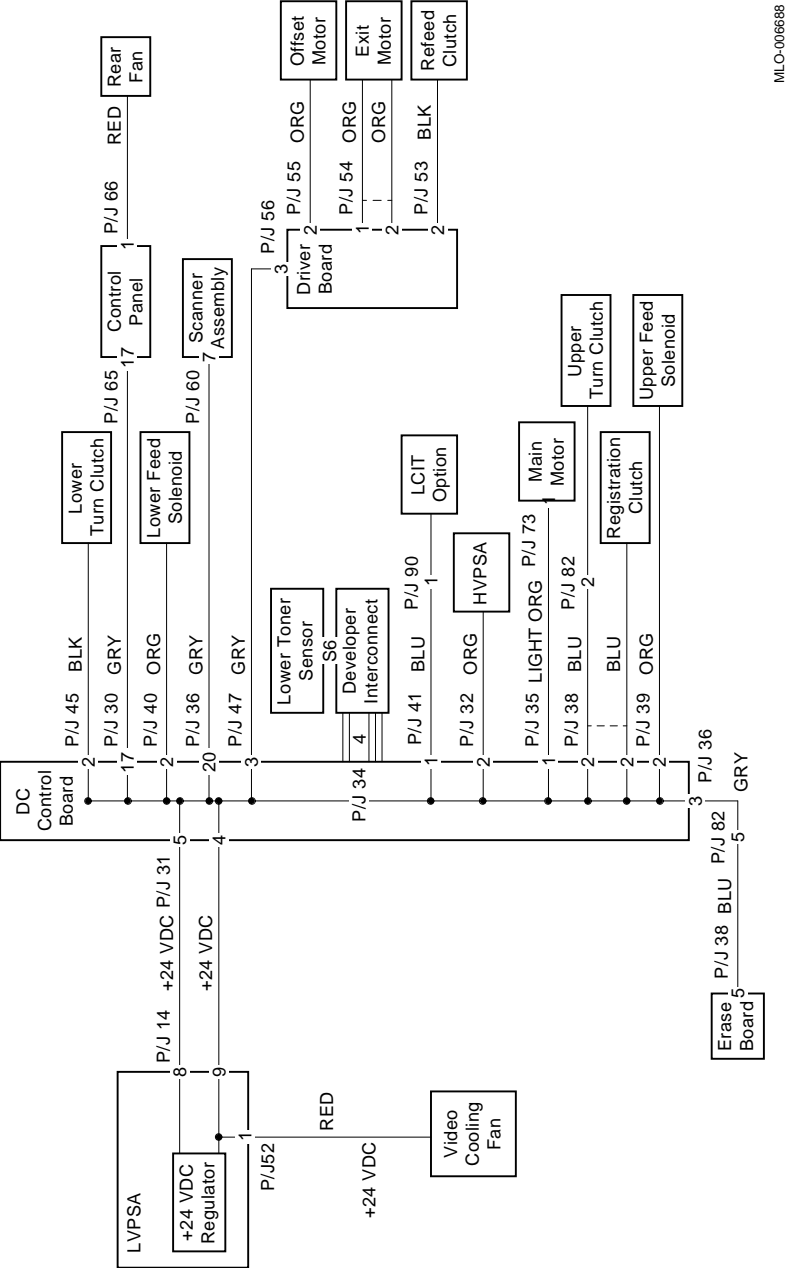 LVPSA
+24 VDC
Regulator
8
9
1
P/J 14
+24 VDC
P/J 31
+24 VDC
5
4
P/J52
RED
+24 VDC
Video
Cooling
Fan
DC
Control
Board
2
P/J 45
BLK
Lower
Turn Clutch
17
P/J 30
GRY
P/J 65
17
Control
Panel
1
P/J 66
RED
Rear
Fan
2
P/J 40
ORG
Lower Feed
Solenoid
20
P/J 36
GRY
P/J 60
7
Scanner
Assembly
3
P/J 47
GRY
P/J 56
3
Driver
Board
2
P/J 55
ORG
Offset
Motor
1
P/J 54
ORG
2
ORG
Exit
Motor
2
P/J 53
BLK
Refeed
Clutch
P/J 34
4
Lower Toner
Sensor
S6
Developer
Interconnect
1
P/J 41
BLU
P/J 90
1
LCIT
Option
2
P/J 32
ORG
HVPSA
1
P/J 35
LIGHT ORG
P/J 73
1
Main
Motor
2
P/J 38
BLU
P/J 82
2
Upper
Turn Clutch
2
BLU
Registration
Clutch
2
P/J 39
ORG
Upper Feed
Solenoid
3
P/J 36
GRY
P/J 82
5
BLU
P/J 38
5
Erase
Board
MLO-006688